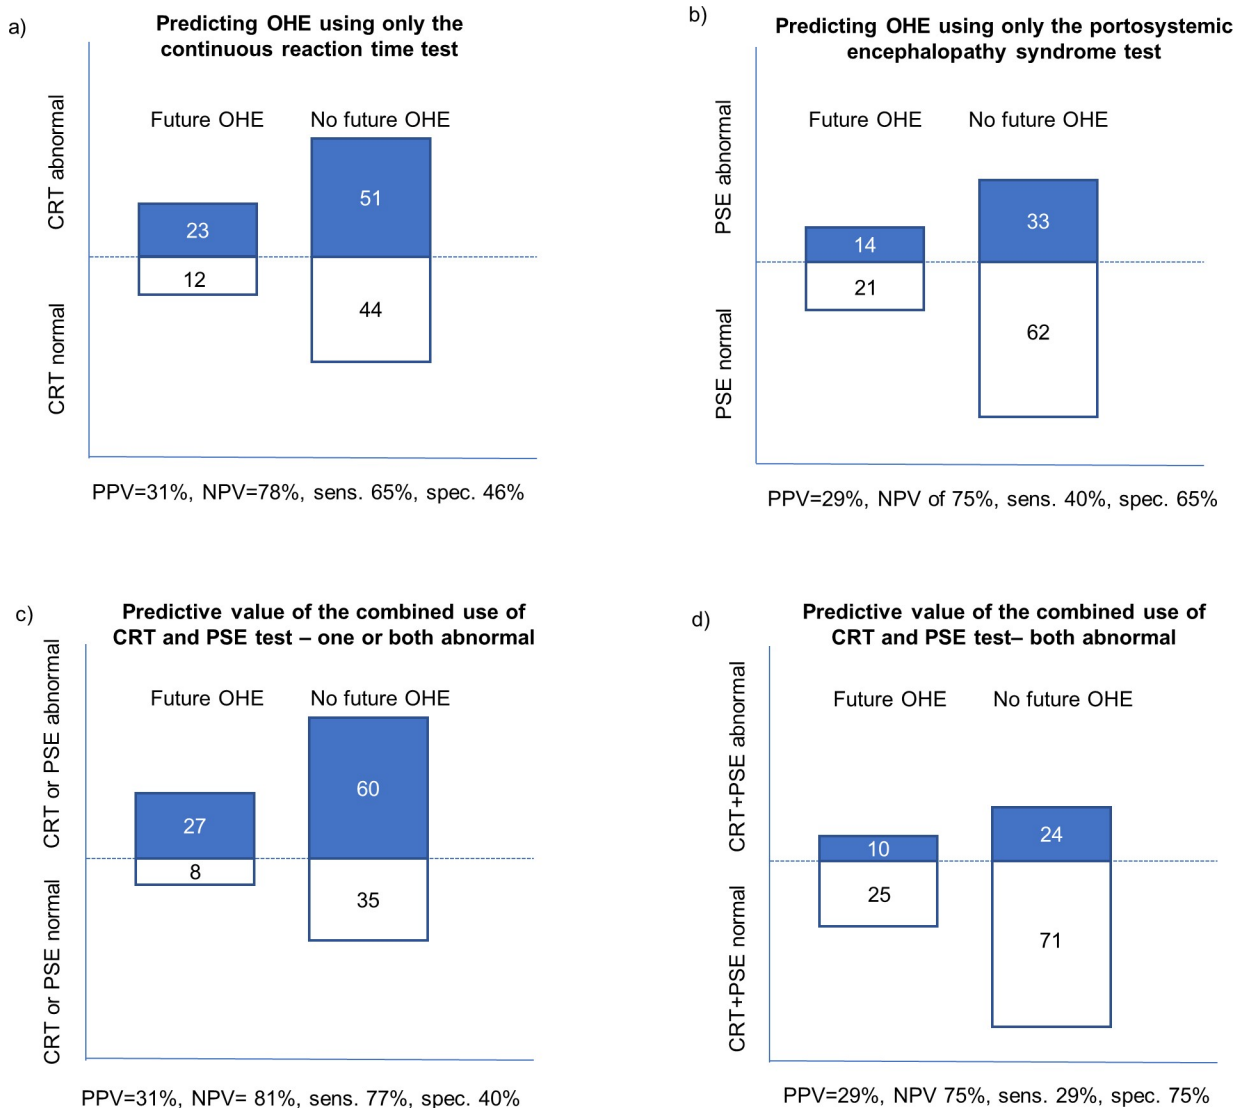 a)
Predicting OHE using only the
continuous reaction time test
CRT abnormal
CRT normal
Future OHE
No future OHE
23
51
12
44
PPV=31%, NPV=78%, sens. 65%, spec. 46%
b)
Predicting OHE using only the portosystemic
encephalopathy syndrome test
PSE abnormal
PSE normal
Future OHE
No future OHE
14
33
21
62
PPV=29%, NPV of 75%, sens. 40%, spec. 65%
c)
Predictive value of the combined use of
CRT and PSE test – one or both abnormal
CRT or PSE abnormal
CRT or PSE normal
Future OHE
No future OHE
27
60
8
35
PPV=31%, NPV= 81%, sens. 77%, spec. 40%
d)
Predictive value of the combined use of
CRT and PSE test– both abnormal
CRT+PSE abnormal
CRT+PSE normal
Future OHE
No future OHE
10
24
25
71
PPV=29%, NPV 75%, sens. 29%, spec. 75%